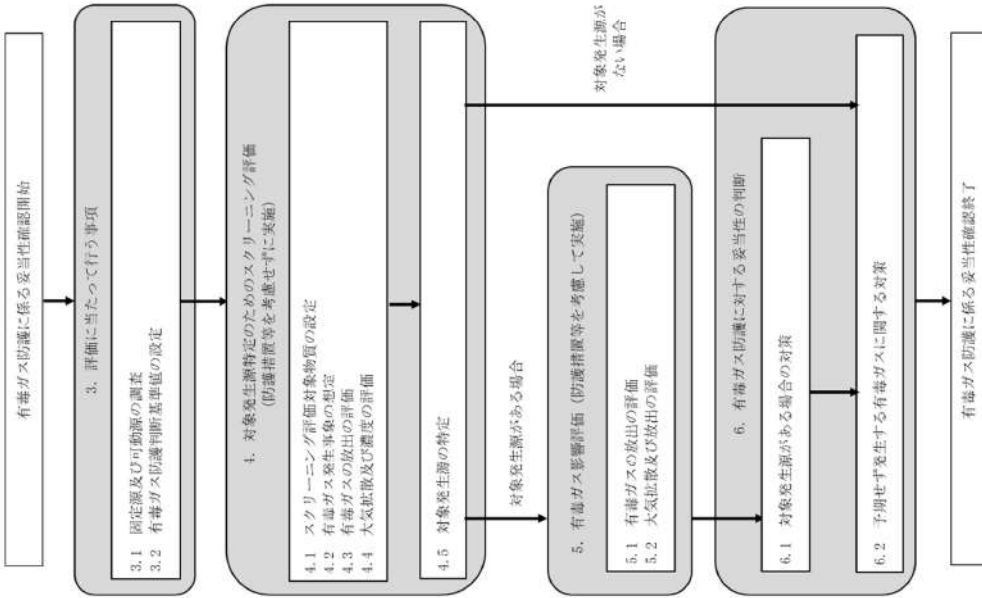 有毒ガス防護に係る妥当性確認開始
3. 評価に当たって行う事項
3.1 固定源及び可動源の調査
3.2 有毒ガス防護判断基準値の設定
4. 対象発生源特定のためのスクリーニング評価
(防護措置等を考慮せずに実施)
4.1 スクリーニング評価対象物質の設定
4.2 有毒ガス発生事象の想定
4.3 有毒ガスの放出の評価
4.4 大気拡散及び濃度の評価
4.5 対象発生源の特定
対象発生源がある場合
対象発生源が
ない場合
5. 有毒ガス影響評価(防護措置等を考慮して実施)
5.1 有毒ガスの放出の評価
5.2 大気拡散及び放出の評価
6. 有毒ガス防護に対する妥当性の判断
6.1 対象発生源がある場合の対策
6.2 予期せず発生する有毒ガスに関する対策
有毒ガス防護に係る妥当性確認終了